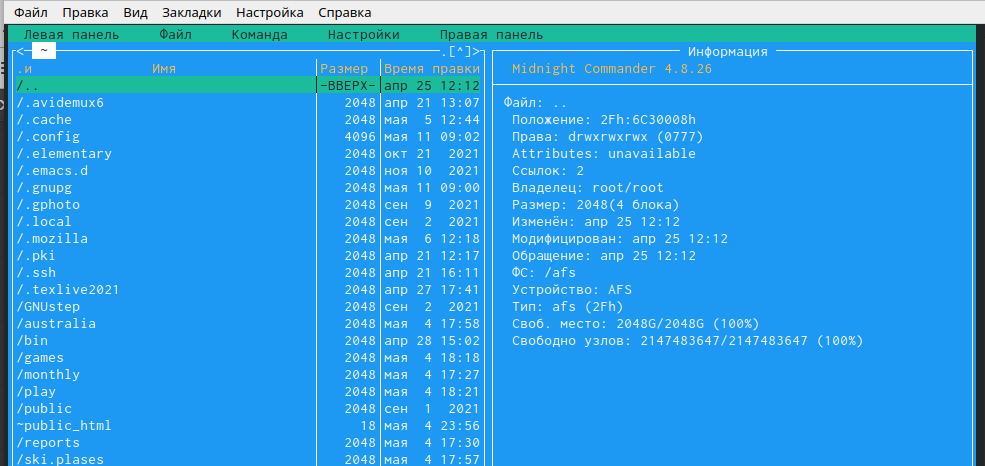 Файл Правка Вид Закладки Настройка Справка
Левая панель Файл Команда Настройки Правая панель
<─ ~ .[^]>
.и Имя Размер Время правки
/.. -ВВЕРХ- апр 25 12:12
/.avidemux6 2048 апр 21 13:07
/.cache 2048 мая 5 12:44
/.config 4096 мая 11 09:02
/.elementary 2048 окт 21 2021
/.emacs.d 2048 ноя 10 2021
/.gnupg 2048 мая 11 09:00
/.gphoto 2048 сен 9 2021
/.local 2048 сен 2 2021
/.mozilla 2048 мая 6 12:18
/.pki 2048 апр 21 12:17
/.ssh 2048 апр 21 16:11
/.texlive2021 2048 апр 27 17:41
/GNUstep 2048 сен 2 2021
/australia 2048 мая 4 17:58
/bin 2048 апр 28 15:02
/games 2048 мая 4 18:18
/monthly 2048 мая 4 17:27
/play 2048 мая 4 18:21
/public 2048 сен 1 2021
~public_html 18 мая 4 23:56
/reports 2048 мая 4 17:30
/ski.plases 2048 мая 4 17:57
Информация
Midnight Commander 4.8.26
Файл: ..
Положение: 2Fh:6C30008h
Права: drwxrwxrwx (0777)
Attributes: unavailable
Ссылок: 2
Владелец: root/root
Размер: 2048(4 блока)
Изменён: апр 25 12:12
Модифицирован: апр 25 12:12
Обращение: апр 25 12:12
ФС: /afs
Устройство: AFS
Тип: afs (2Fh)
Своб. место: 2048G/2048G (100%)
Свободно узлов: 2147483647/2147483647 (100%)